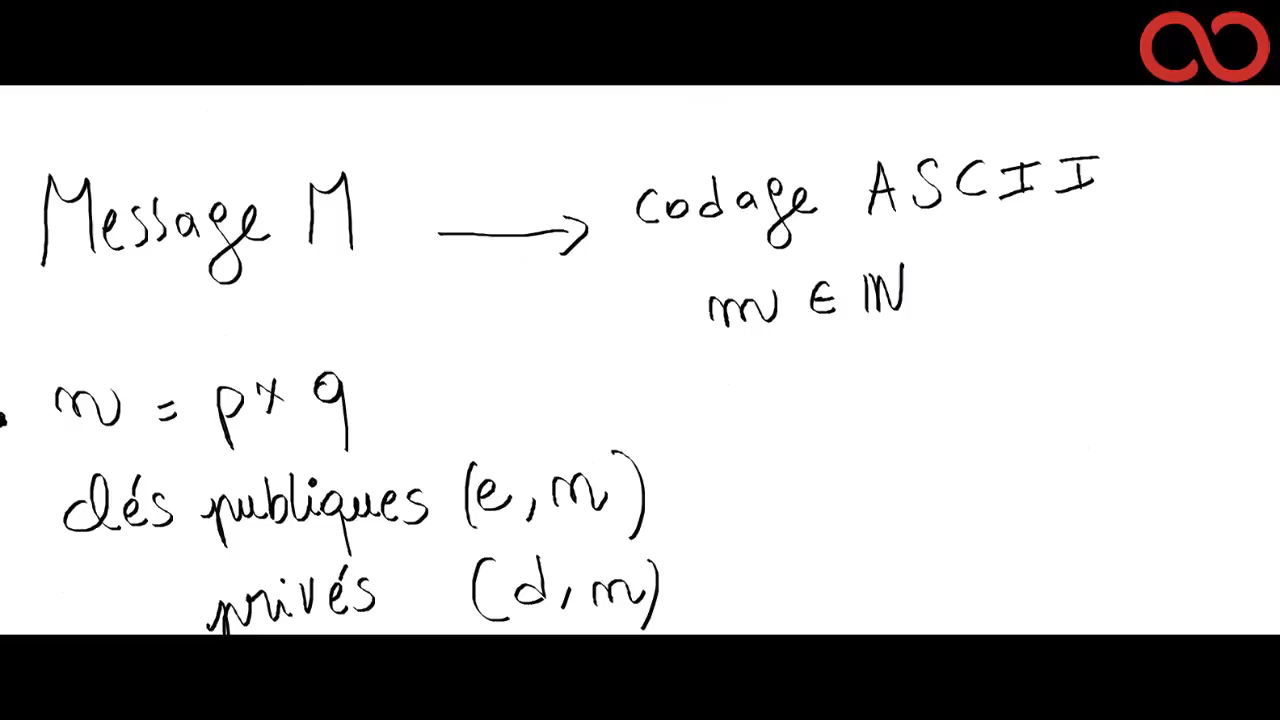 Message M → codage ASCII
m ∈ ℕ
n = p × q
clés publiques (e, n)
privés (d, n)